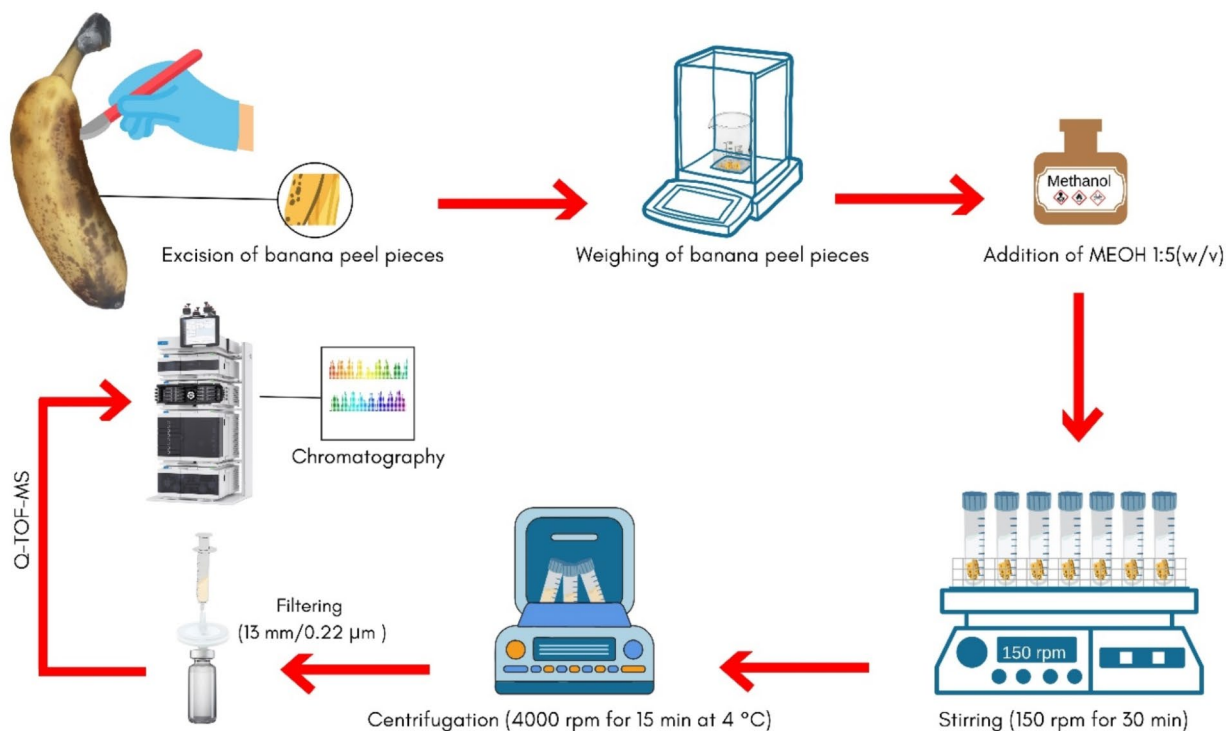 Methanol
Excision of banana peel pieces
Weighing of banana peel pieces
Addition of MEOH 1:5(w/v)
150 rpm
Stirring (150 rpm for 30 min)
Centrifugation (4000 rpm for 15 min at 4 °C)
Filtering
(13 mm/0.22 µm )
Q-TOF-MS
Chromatography